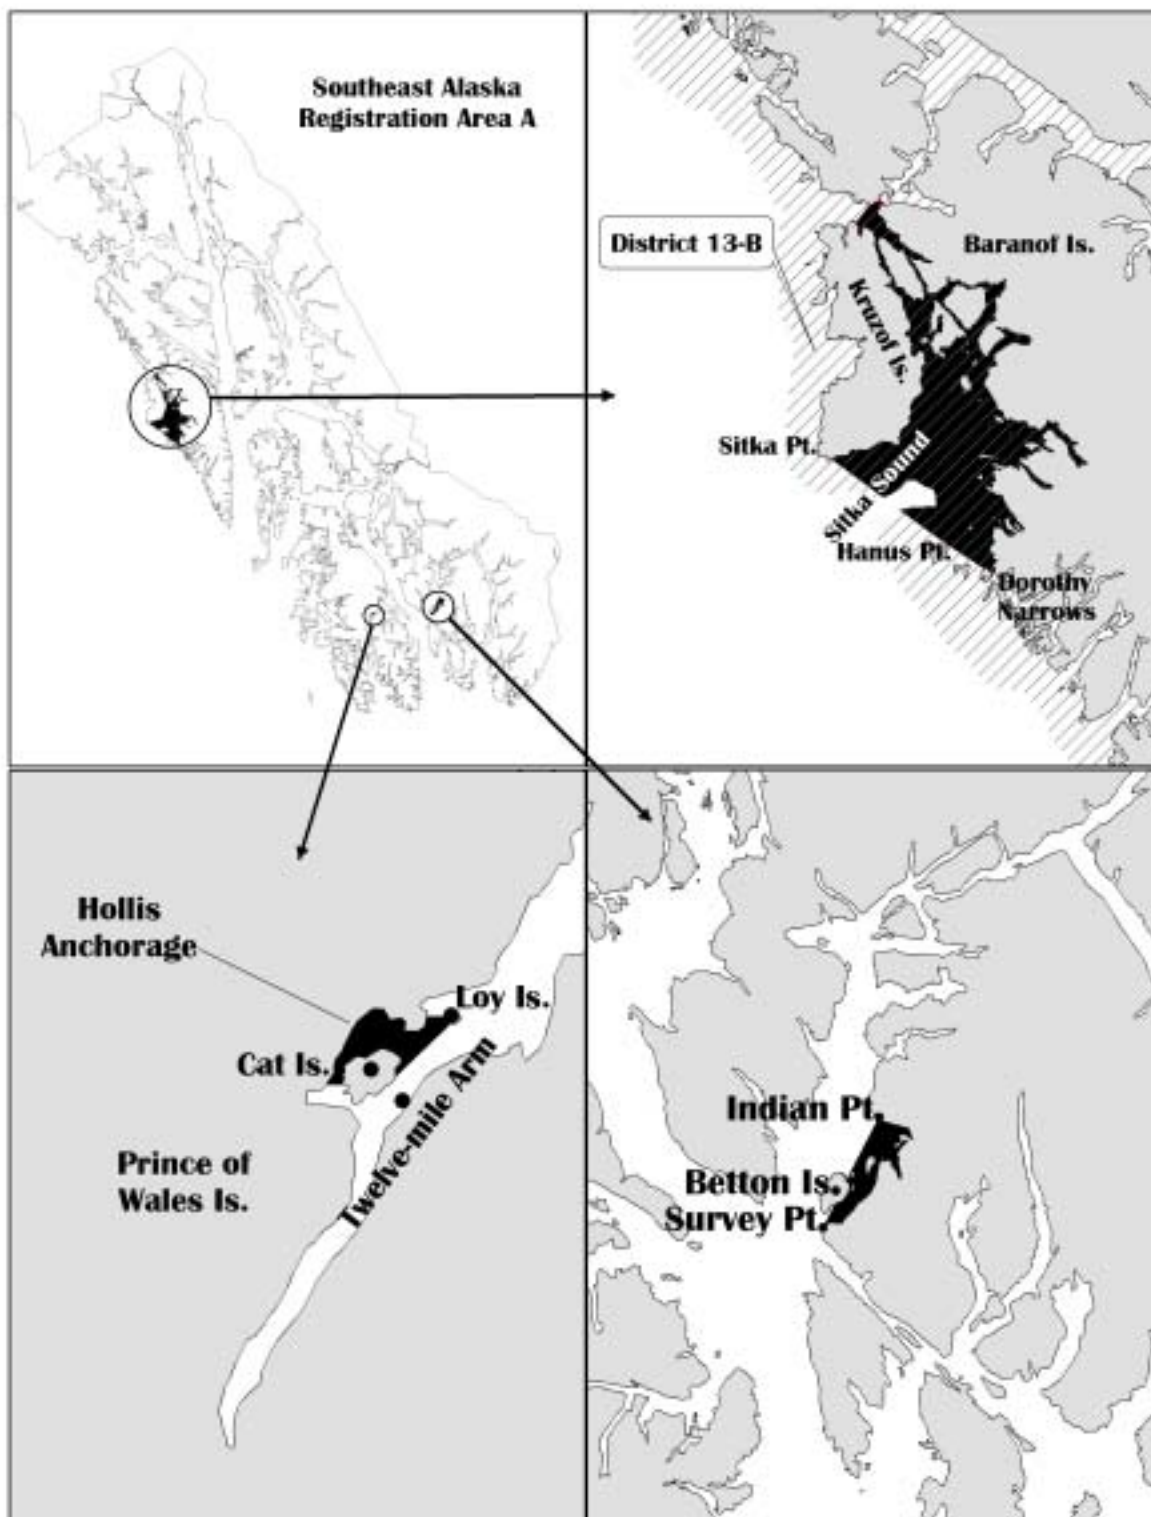 Southeast Alaska
Registration Area A
District 13-B
Baranof Is.
Kruzof Is.
Sitka Pt.
Sitka Sound
Hanus Pt.
Dorothy
Narrows
Hollis
Anchorage
Loy Is.
Cat Is.
Twelve-mile Arm
Prince of
Wales Is.
Indian Pt.
Betton Is.
Survey Pt.